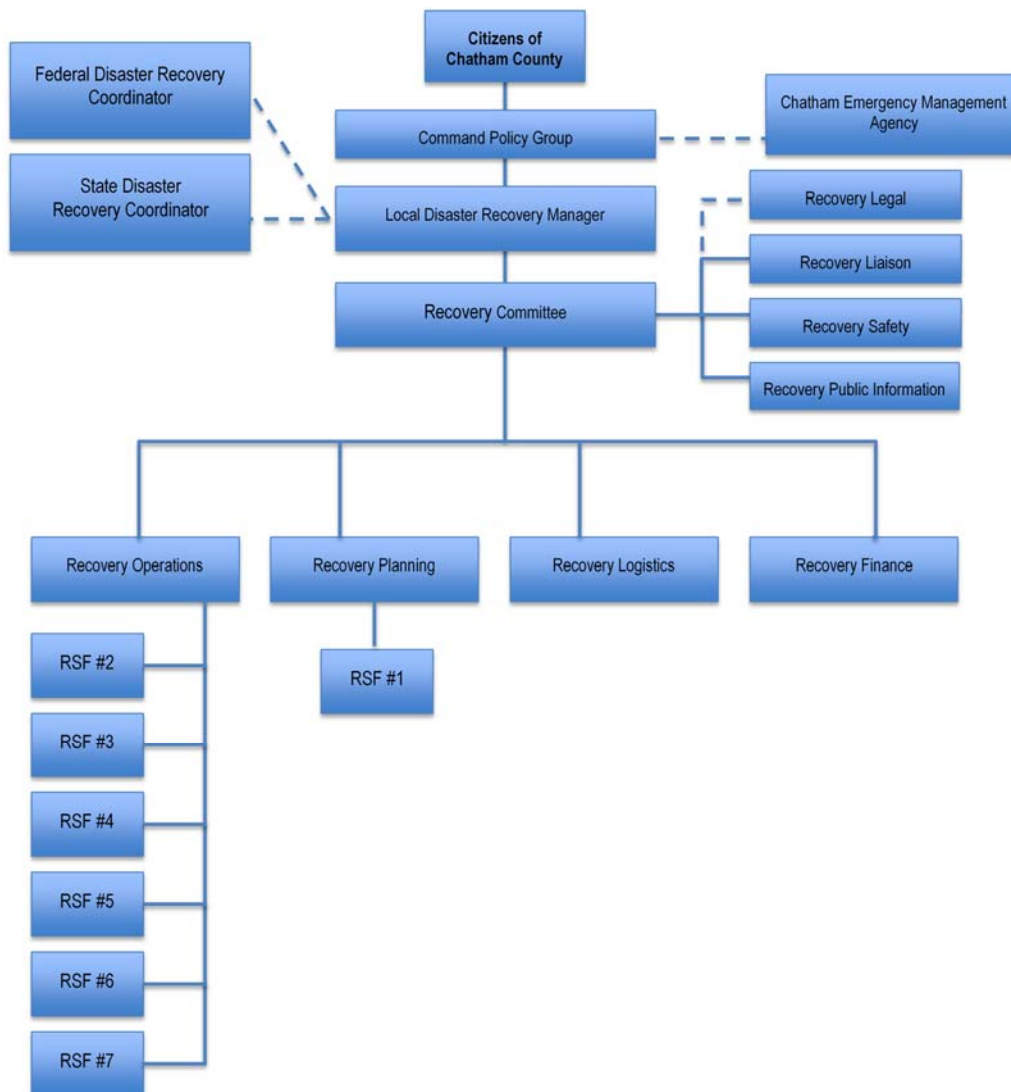 Citizens of
Chatham County
Federal Disaster Recovery
Coordinator
Chatham Emergency Management
Agency
Command Policy Group
State Disaster
Recovery Coordinator
Local Disaster Recovery Manager
Recovery Legal
Recovery Liaison
Recovery Committee
Recovery Safety
Recovery Public Information
Recovery Operations
Recovery Planning
Recovery Logistics
Recovery Finance
RSF #2
RSF #1
RSF #3
RSF #4
RSF #5
RSF #6
RSF #7